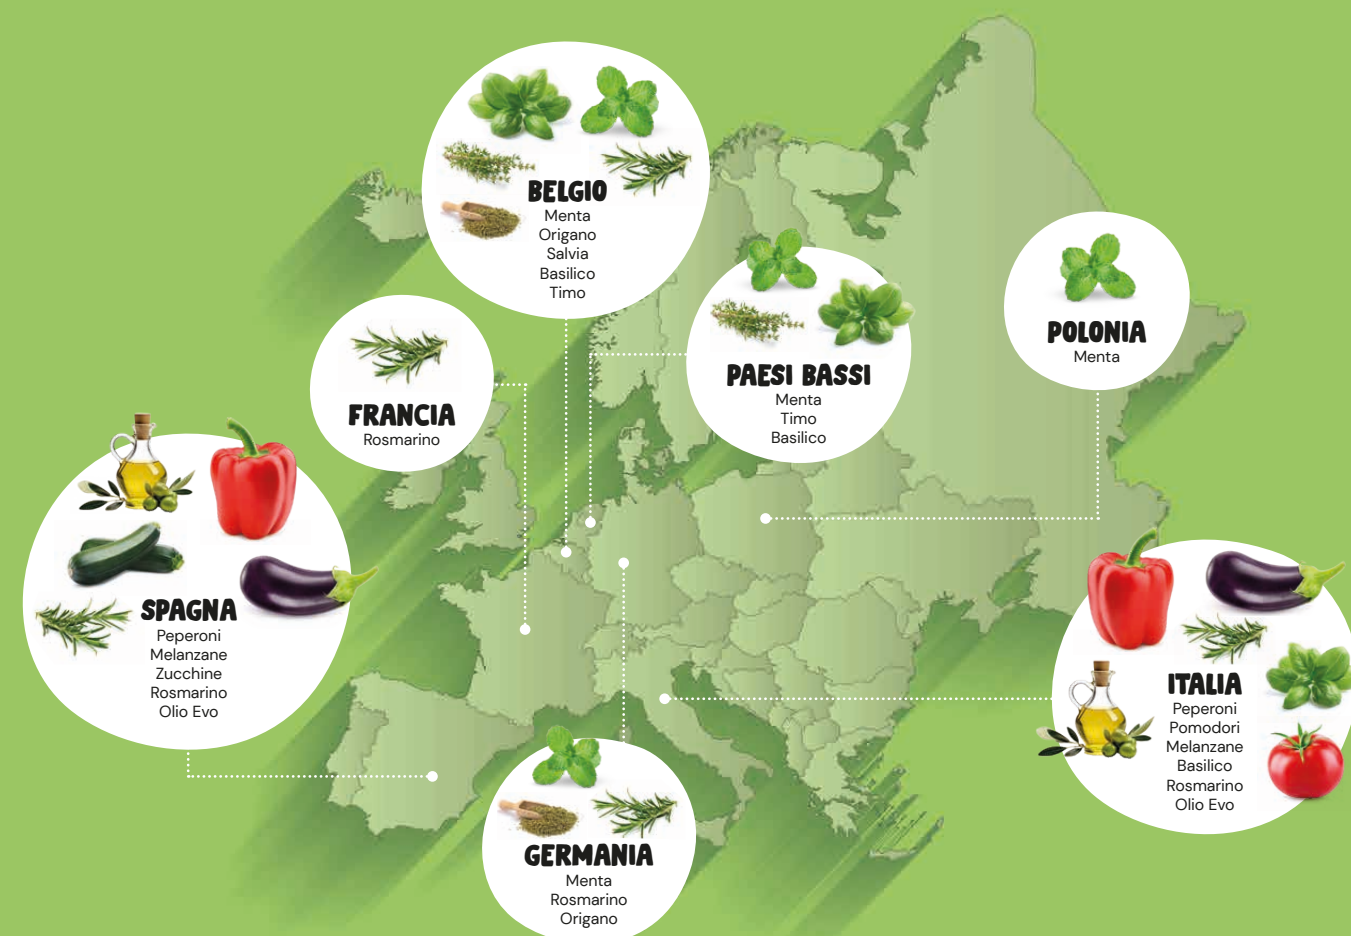 BELGIO
Menta
Origano
Salvia
Basilico
Timo
PAESI BASSI
Menta
Timo
Basilico
POLONIA
Menta
FRANCIA
Rosmarino
SPAGNA
Peperoni
Melanzane
Zucchine
Rosmarino
Olio Evo
ITALIA
Peperoni
Pomodori
Melanzane
Basilico
Rosmarino
Olio Evo
GERMANIA
Menta
Rosmarino
Origano